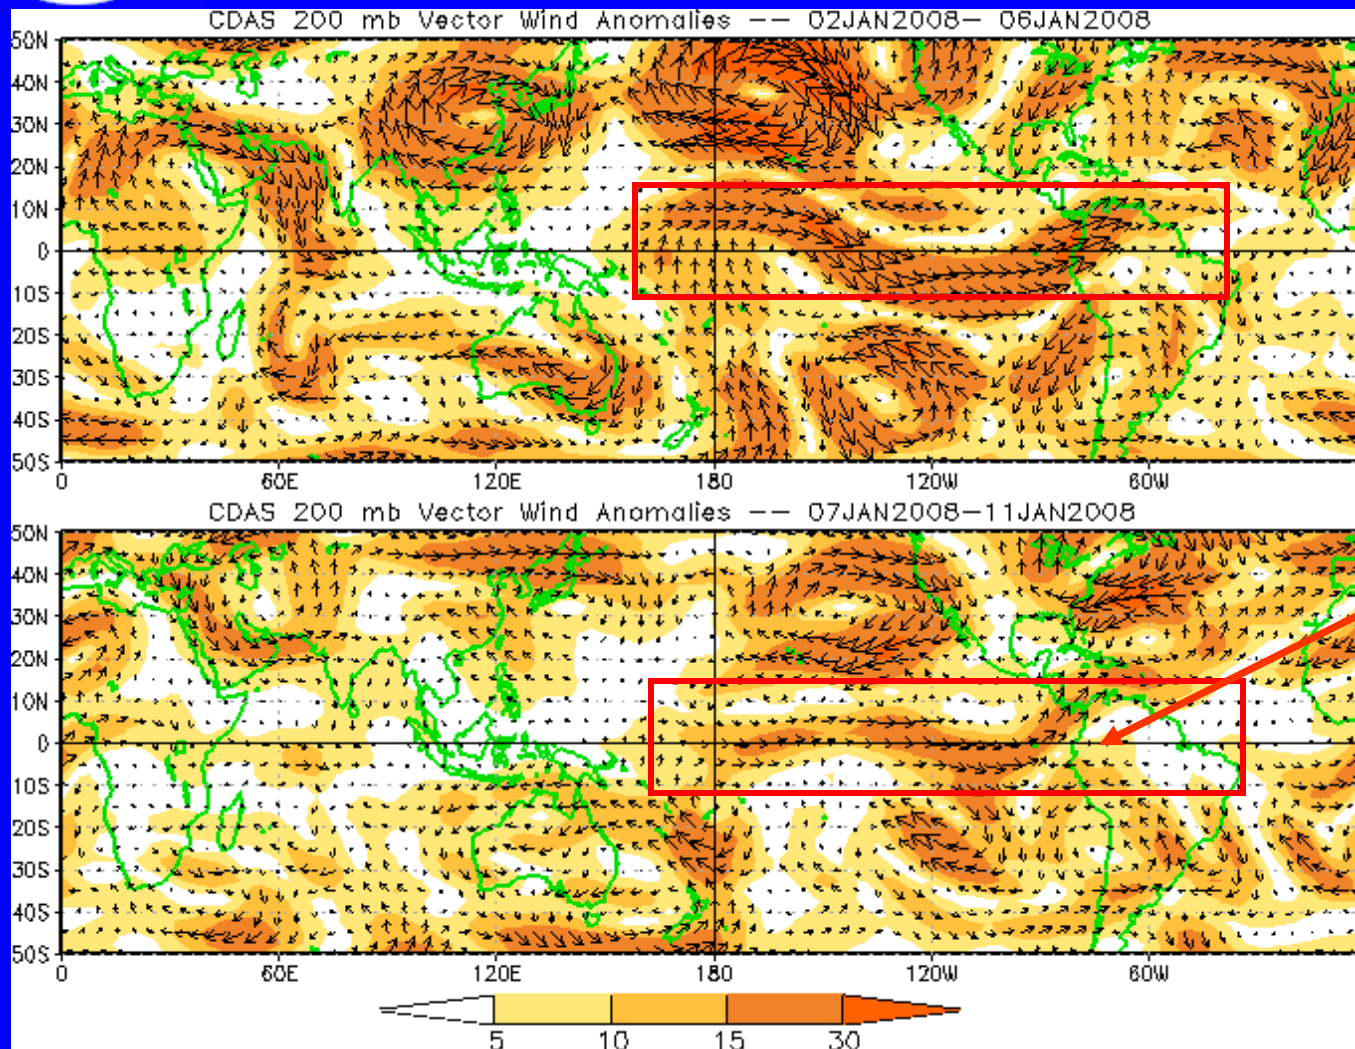 CDAS 200 mb Vector Wind Anomalies -- 02JAN2008- 06JAN2008
50N
40N
30N
20N
10N
0
10S
20S
30S
40S
50S
0 60E 120E 180 120W 60W
CDAS 200 mb Vector Wind Anomalies -- 07JAN2008-11JAN2008
50N
40N
30N
20N
10N
0
10S
20S
30S
40S
50S
0 60E 120E 180 120W 60W
5 10 15 30